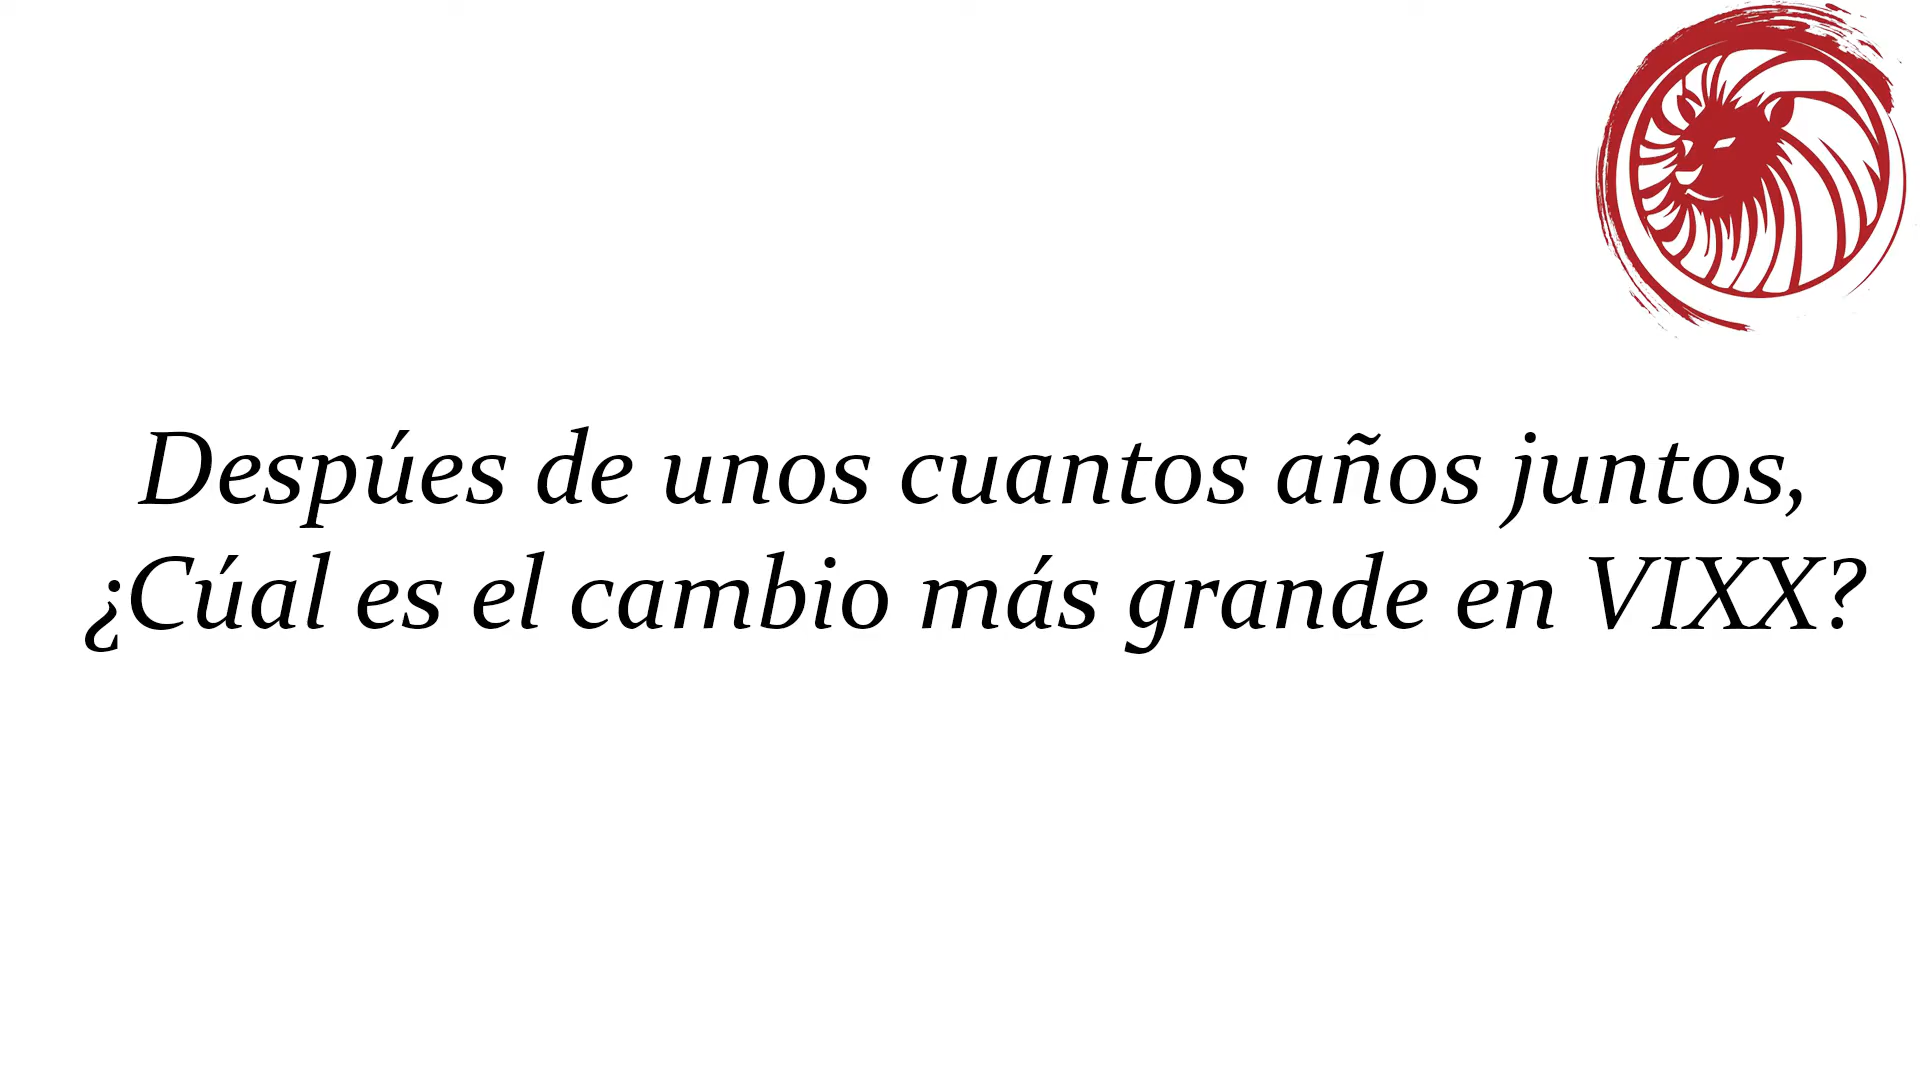 Despúes de unos cuantos años juntos,
¿Cúal es el cambio más grande en VIXX?